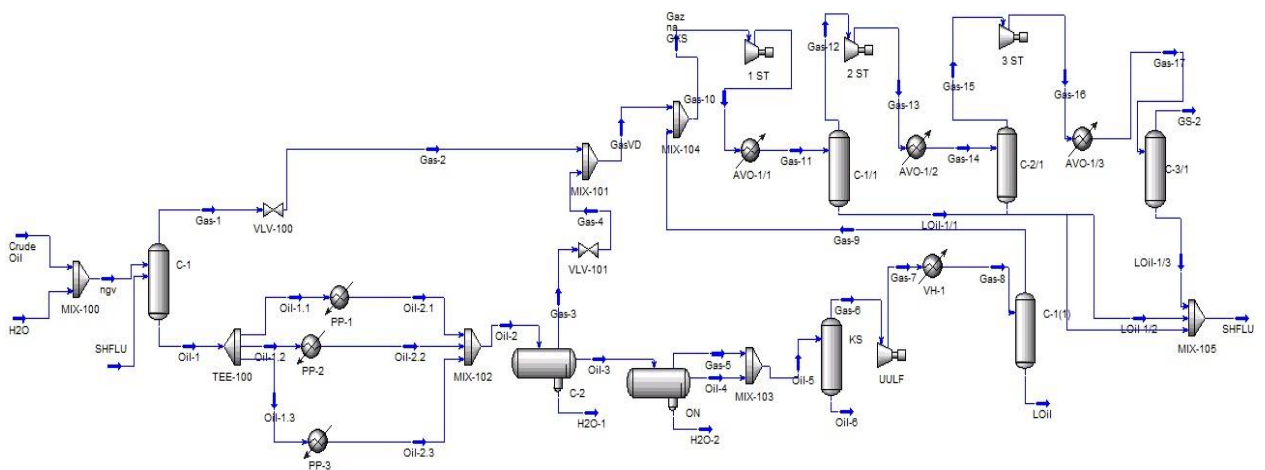 Gaz
na
GKS
Gas-12
1 ST
2 ST
3 ST
Gas-10
Gas-13
Gas-15
Gas-16
Gas-17
GS-2
GasVD
MIX-104
AVO-1/1
Gas-11
C-1/1
AVO-1/2
Gas-14
C-2/1
AVO-1/3
C-3/1
Gas-2
MIX-101
Gas-1
VLV-100
Gas-4
VLV-101
LOil-1/1
Gas-9
LOil-1/3
Crude
Oil
MIX-100
ngv
C-1
H2O
SHFLU
Oil-1
TEE-100
Oil-1.1
PP-1
Oil-2.1
Oil-1.2
PP-2
Oil-2.2
MIX-102
Oil-1.3
PP-3
Oil-2.3
Oil-2
Gas-3
C-2
Oil-3
H2O-1
Gas-5
Oil-4
ON
H2O-2
MIX-103
Oil-5
KS
Gas-6
Oil-6
UULF
Gas-7
VH-1
Gas-8
C-1(1)
LOil
LOil-1/2
MIX-105
SHFLU